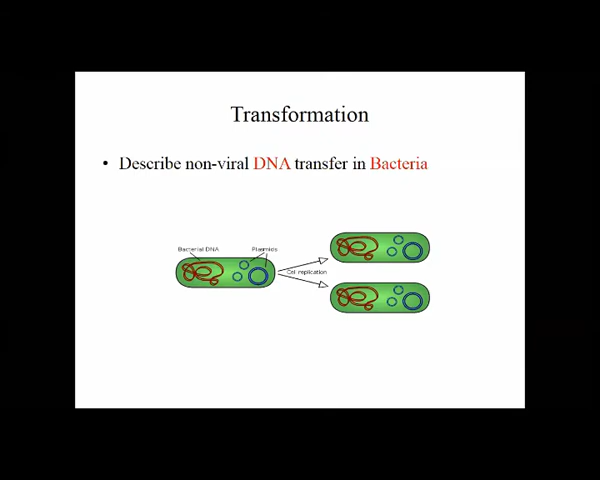 Transformation
• Describe non-viral DNA transfer in Bacteria
Bacterial DNA
Plasmids
Cell replication